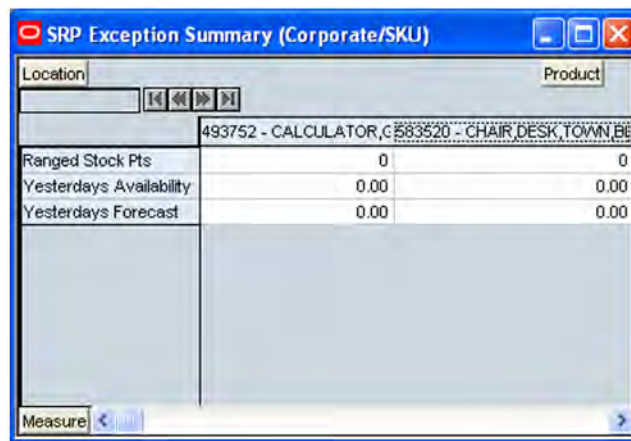 SRP Exception Summary (Corporate/SKU)
Location Product
493752 - CALCULATOR,G 583520 - CHAIR,DESK,TOWN,BE
Ranged Stock Pts 0 0
Yesterdays Availability 0.00 0.00
Yesterdays Forecast 0.00 0.00
Measure